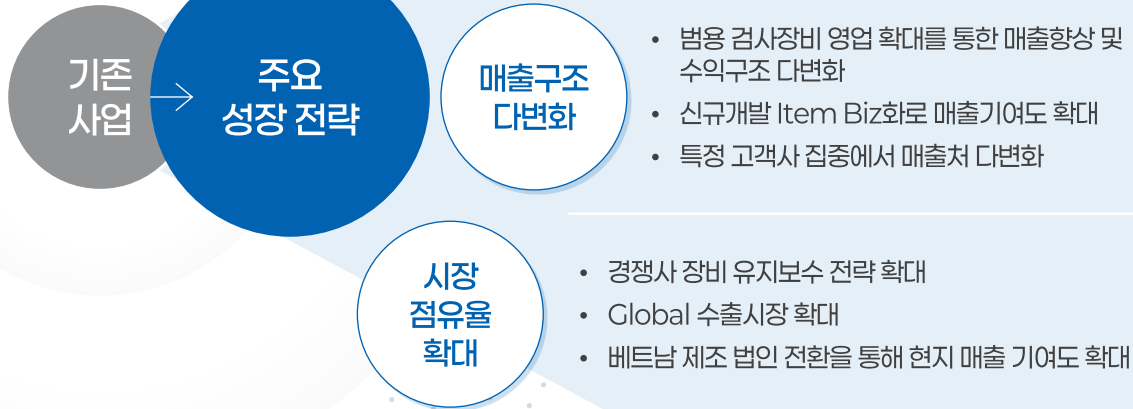 기존
사업
주요
성장 전략
매출구조
다변화
• 범용 검사장비 영업 확대를 통한 매출향상 및
수익구조 다변화
• 신규개발 Item Biz화로 매출기여도 확대
• 특정 고객사 집중에서 매출처 다변화
시장
점유율
확대
• 경쟁사 장비 유지보수 전략 확대
• Global 수출시장 확대
• 베트남 제조 법인 전환을 통해 현지 매출 기여도 확대